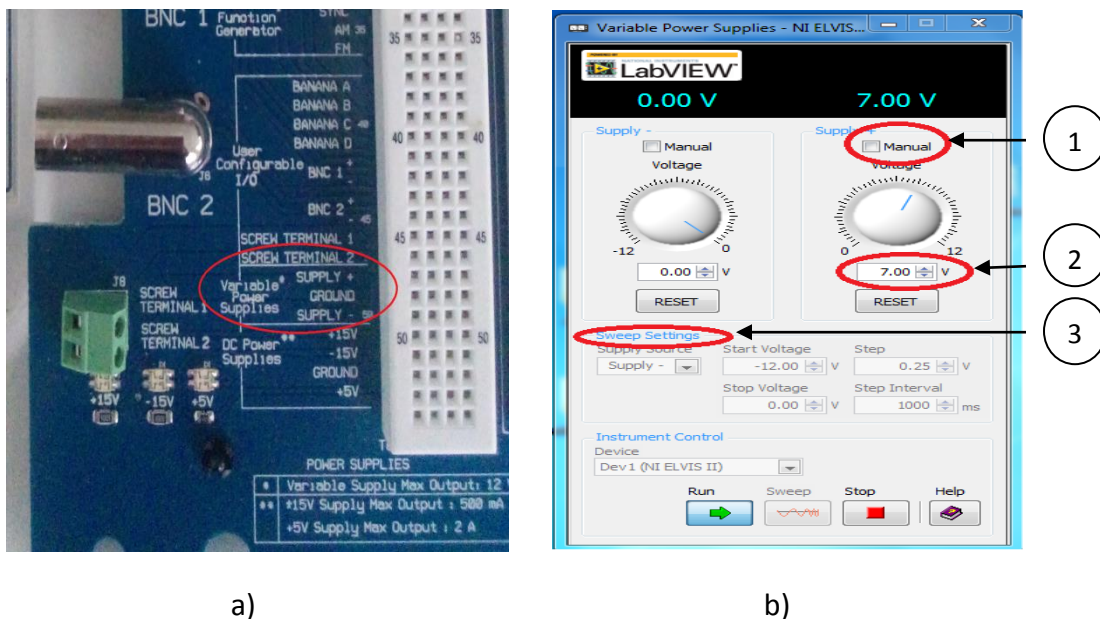 BNC 1
Function
Generator
SYNC
AM 35
FM
35 35
BANANA A
BANANA B
BANANA C 40
BANANA D
40 40
User
Configurable
I/O
BNC 1 +
-
J6
BNC 2
BNC 2 +
- 45
SCREW TERMINAL 1
45 45
SCREW TERMINAL 2
Variable*
Power
Supplies
SUPPLY +
GROUND
SUPPLY - 50
J8
SCREW
TERMINAL 1
SCREW
TERMINAL 2
DC Power**
Supplies
+15V
-15V
GROUND
+5V
50 50
+15V -15V +5V
POWER SUPPLIES
* Variable Supply Max Output: 12
** ±15V Supply Max Output : 500 mA
+5V Supply Max Output : 2 A
a)
Variable Power Supplies - NI ELVIS...
POWERED BY
NATIONAL INSTRUMENTS
LabVIEW
0.00 V 7.00 V
Supply - Supply +
Manual Manual
Voltage Voltage
-12 0 0 12
0.00 V 7.00 V
RESET RESET
Sweep Settings
Supply Source Start Voltage Step
Supply - -12.00 V 0.25 V
Stop Voltage Step Interval
0.00 V 1000 ms
Instrument Control
Device
Dev1 (NI ELVIS II)
Run Sweep Stop Help
1
2
3
b)